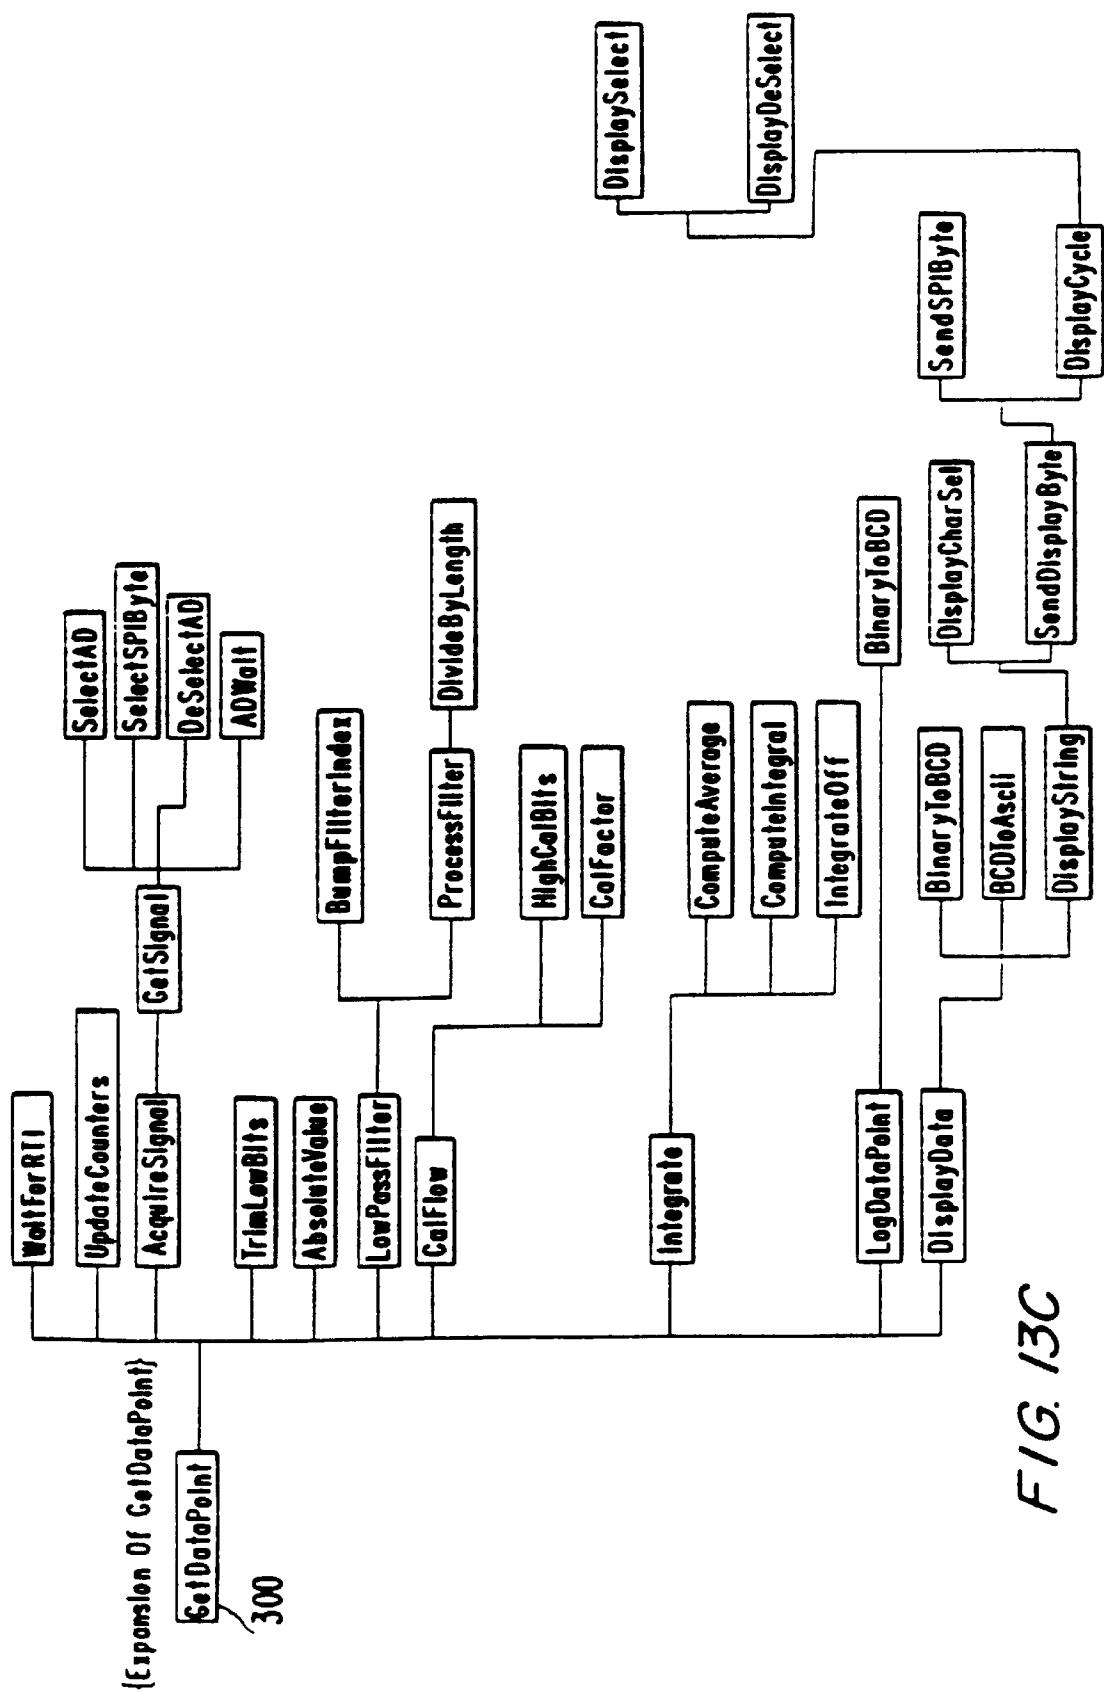 {Expansion Of GetDataPoint}
GetDataPoint
300
WaitForRTI
UpdateCounters
AcquireSignal
GetSignal
SelectAD
SelectSPIByte
DeSelectAD
ADWait
TrimLowBits
AbsoluteValue
LowPassFilter
BumpFilterIndex
ProcessFilter
DivideByLength
CalFlow
HighCalBits
CalFactor
Integrate
ComputeAverage
ComputeIntegral
IntegrateOff
LogDataPoint
BinaryToBCD
DisplayData
BinaryToBCD
BCDToAscii
DisplayString
DisplayCharSel
SendDisplayByte
SendSPIByte
DisplayCycle
DisplaySelect
DisplayDeSelect
FIG. 13C